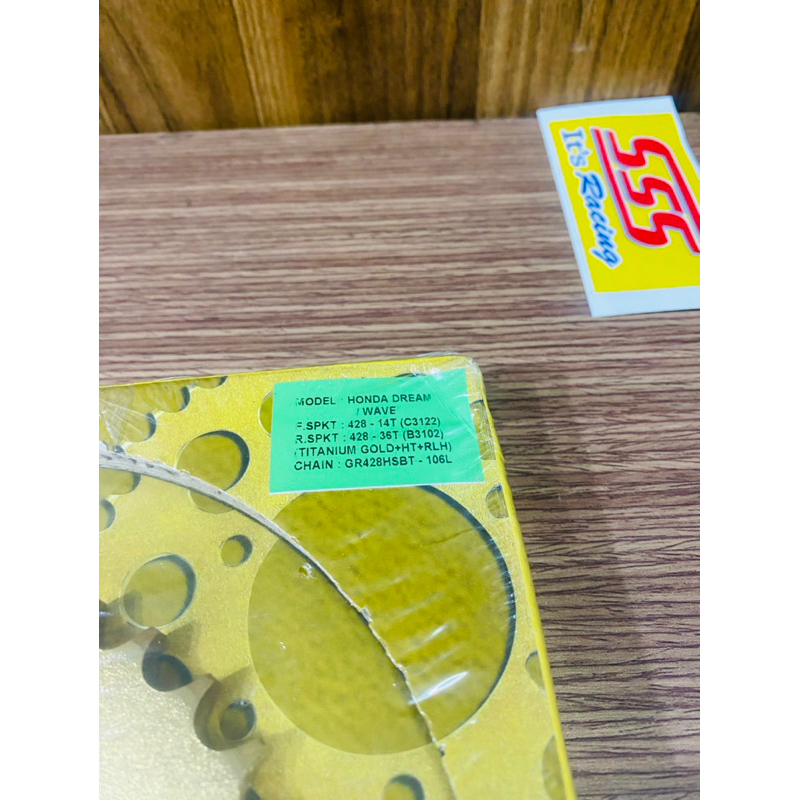 SSS
It's Racing
MODEL : HONDA DREAM
/ WAVE
F.SPKT : 428 - 14T (C3122)
R.SPKT : 428 - 36T (B3102)
(TITANIUM GOLD+HT+RLH)
CHAIN : GR428HSBT - 106L